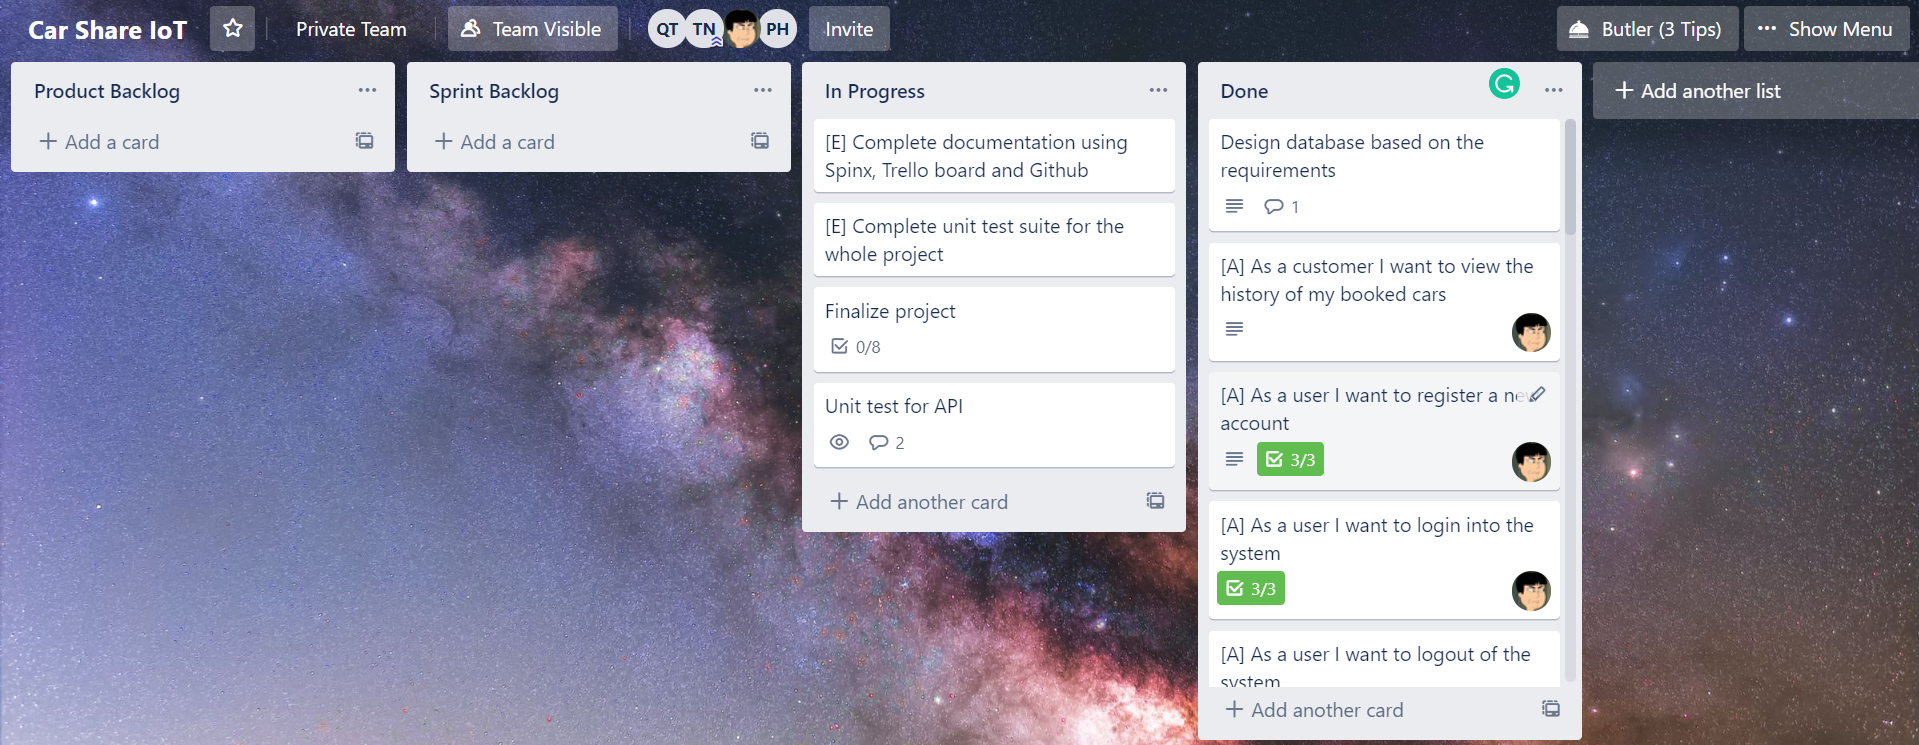 Car Share IoT
Private Team
Team Visible
QT
TN
PH
Invite
Butler (3 Tips)
Show Menu
Product Backlog
Add a card
Sprint Backlog
Add a card
In Progress
[E] Complete documentation using
Spinx, Trello board and Github
[E] Complete unit test suite for the
whole project
Finalize project
0/8
Unit test for API
2
Add another card
Done
Design database based on the
requirements
1
[A] As a customer I want to view the
history of my booked cars
[A] As a user I want to register a new
account
3/3
[A] As a user I want to login into the
system
3/3
[A] As a user I want to logout of the
system
Add another card
Add another list